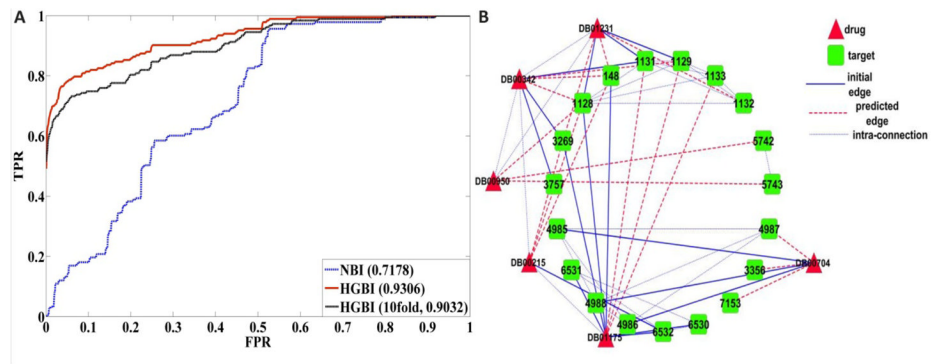 A
1
0.8
0.6
0.4
0.2
0
0
0.1
0.2
0.3
0.4
0.5
0.6
0.7
0.8
0.9
1
TPR
FPR
NBI (0.7178)
HGBI (0.9306)
HGBI (10fold, 0.9032)
B
DB01231
DB00342
DB00950
DB00215
DB01175
DB00704
1131
1129
148
1133
1128
1132
3269
5742
3757
5743
4985
4987
6531
3356
4988
7153
4986
6532
6530
drug
target
initial
edge
predicted
edge
intra-connection